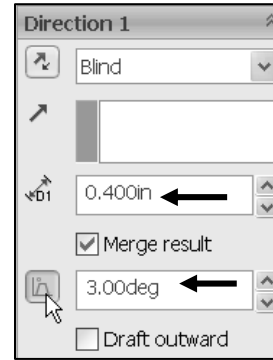 Direction 1
Blind
D1 0.400in
Merge result
3.00deg
Draft outward